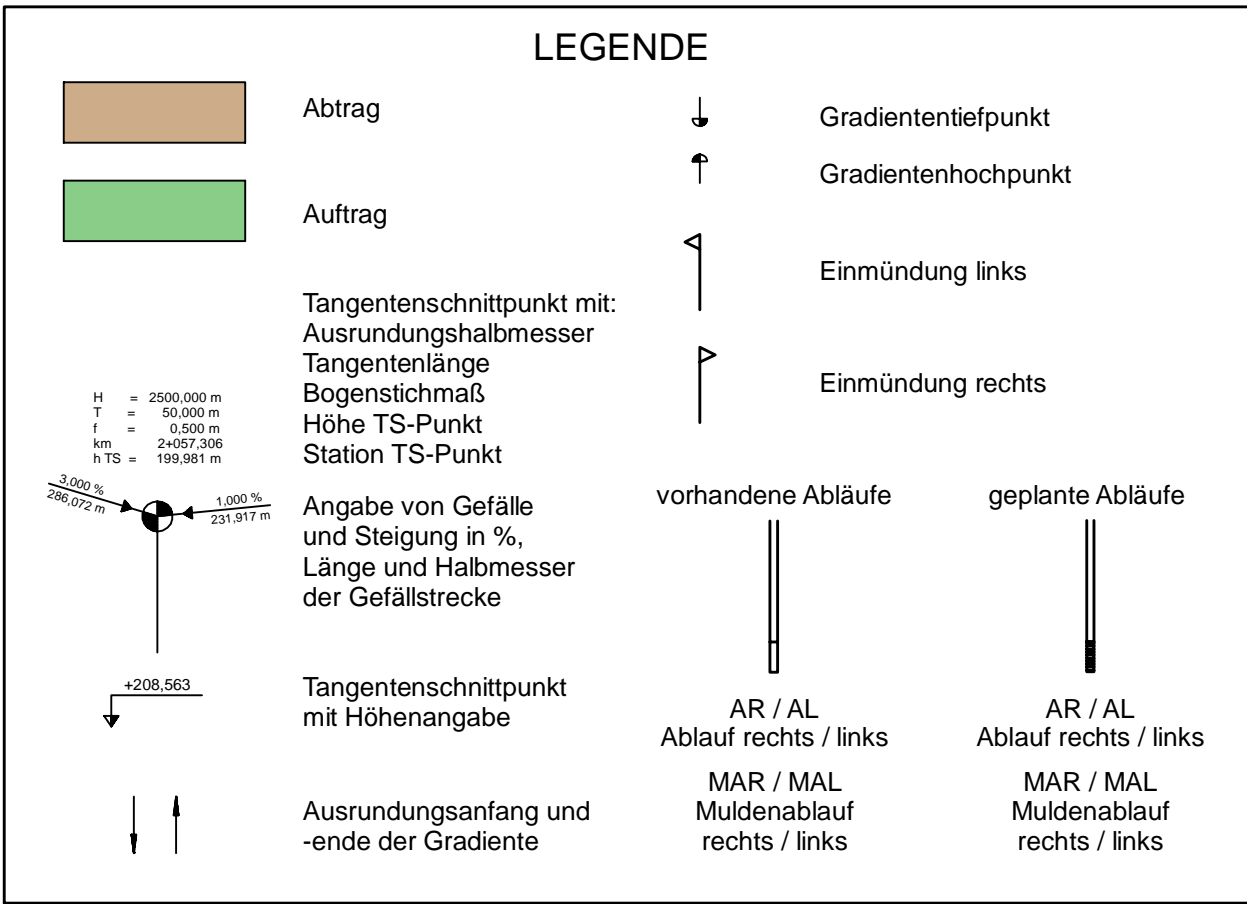 LEGENDE
Abtrag
Auftrag
H = 2500,000 m
T = 50,000 m
f = 0,500 m
km 2+057,306
h TS = 199,981 m
Tangentenschnittpunkt mit:
Ausrundungshalbmesser
Tangentenlänge
Bogenstichmaß
Höhe TS-Punkt
Station TS-Punkt
3,000 %
286,072 m
1,000 %
231,917 m
Angabe von Gefälle
und Steigung in %,
Länge und Halbmesser
der Gefällstrecke
+208,563
Tangentenschnittpunkt
mit Höhenangabe
Ausrundungsanfang und
-ende der Gradiente
Gradiententiefpunkt
Gradientenhochpunkt
Einmündung links
Einmündung rechts
vorhandene Abläufe
AR / AL
Ablauf rechts / links
MAR / MAL
Muldenablauf
rechts / links
geplante Abläufe
AR / AL
Ablauf rechts / links
MAR / MAL
Muldenablauf
rechts / links